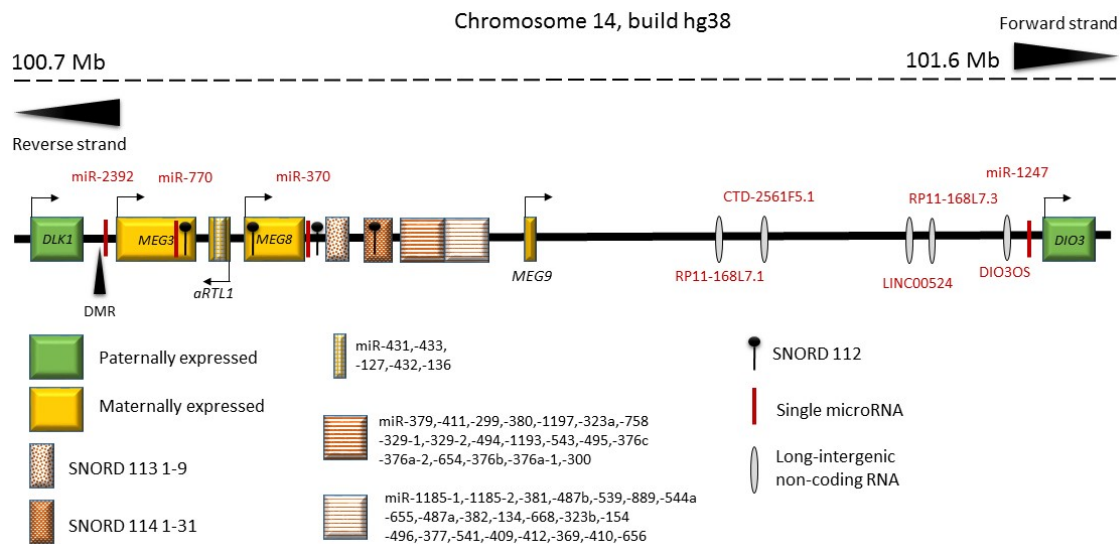 Chromosome 14, build hg38
Forward strand
100.7 Mb
101.6 Mb
Reverse strand
miR-2392
miR-770
miR-370
CTD-2561F5.1
RP11-168L7.3
miR-1247
DLK1
MEG3
MEG8
DIO3
aRTL1
MEG9
RP11-168L7.1
LINC00524
DIO3OS
DMR
Paternally expressed
Maternally expressed
SNORD 113 1-9
SNORD 114 1-31
miR-431,-433,
-127,-432,-136
miR-379,-411,-299,-380,-1197,-323a,-758
-329-1,-329-2,-494,-1193,-543,-495,-376c
-376a-2,-654,-376b,-376a-1,-300
miR-1185-1,-1185-2,-381,-487b,-539,-889,-544a
-655,-487a,-382,-134,-668,-323b,-154
-496,-377,-541,-409,-412,-369,-410,-656
SNORD 112
Single microRNA
Long-intergenic
non-coding RNA